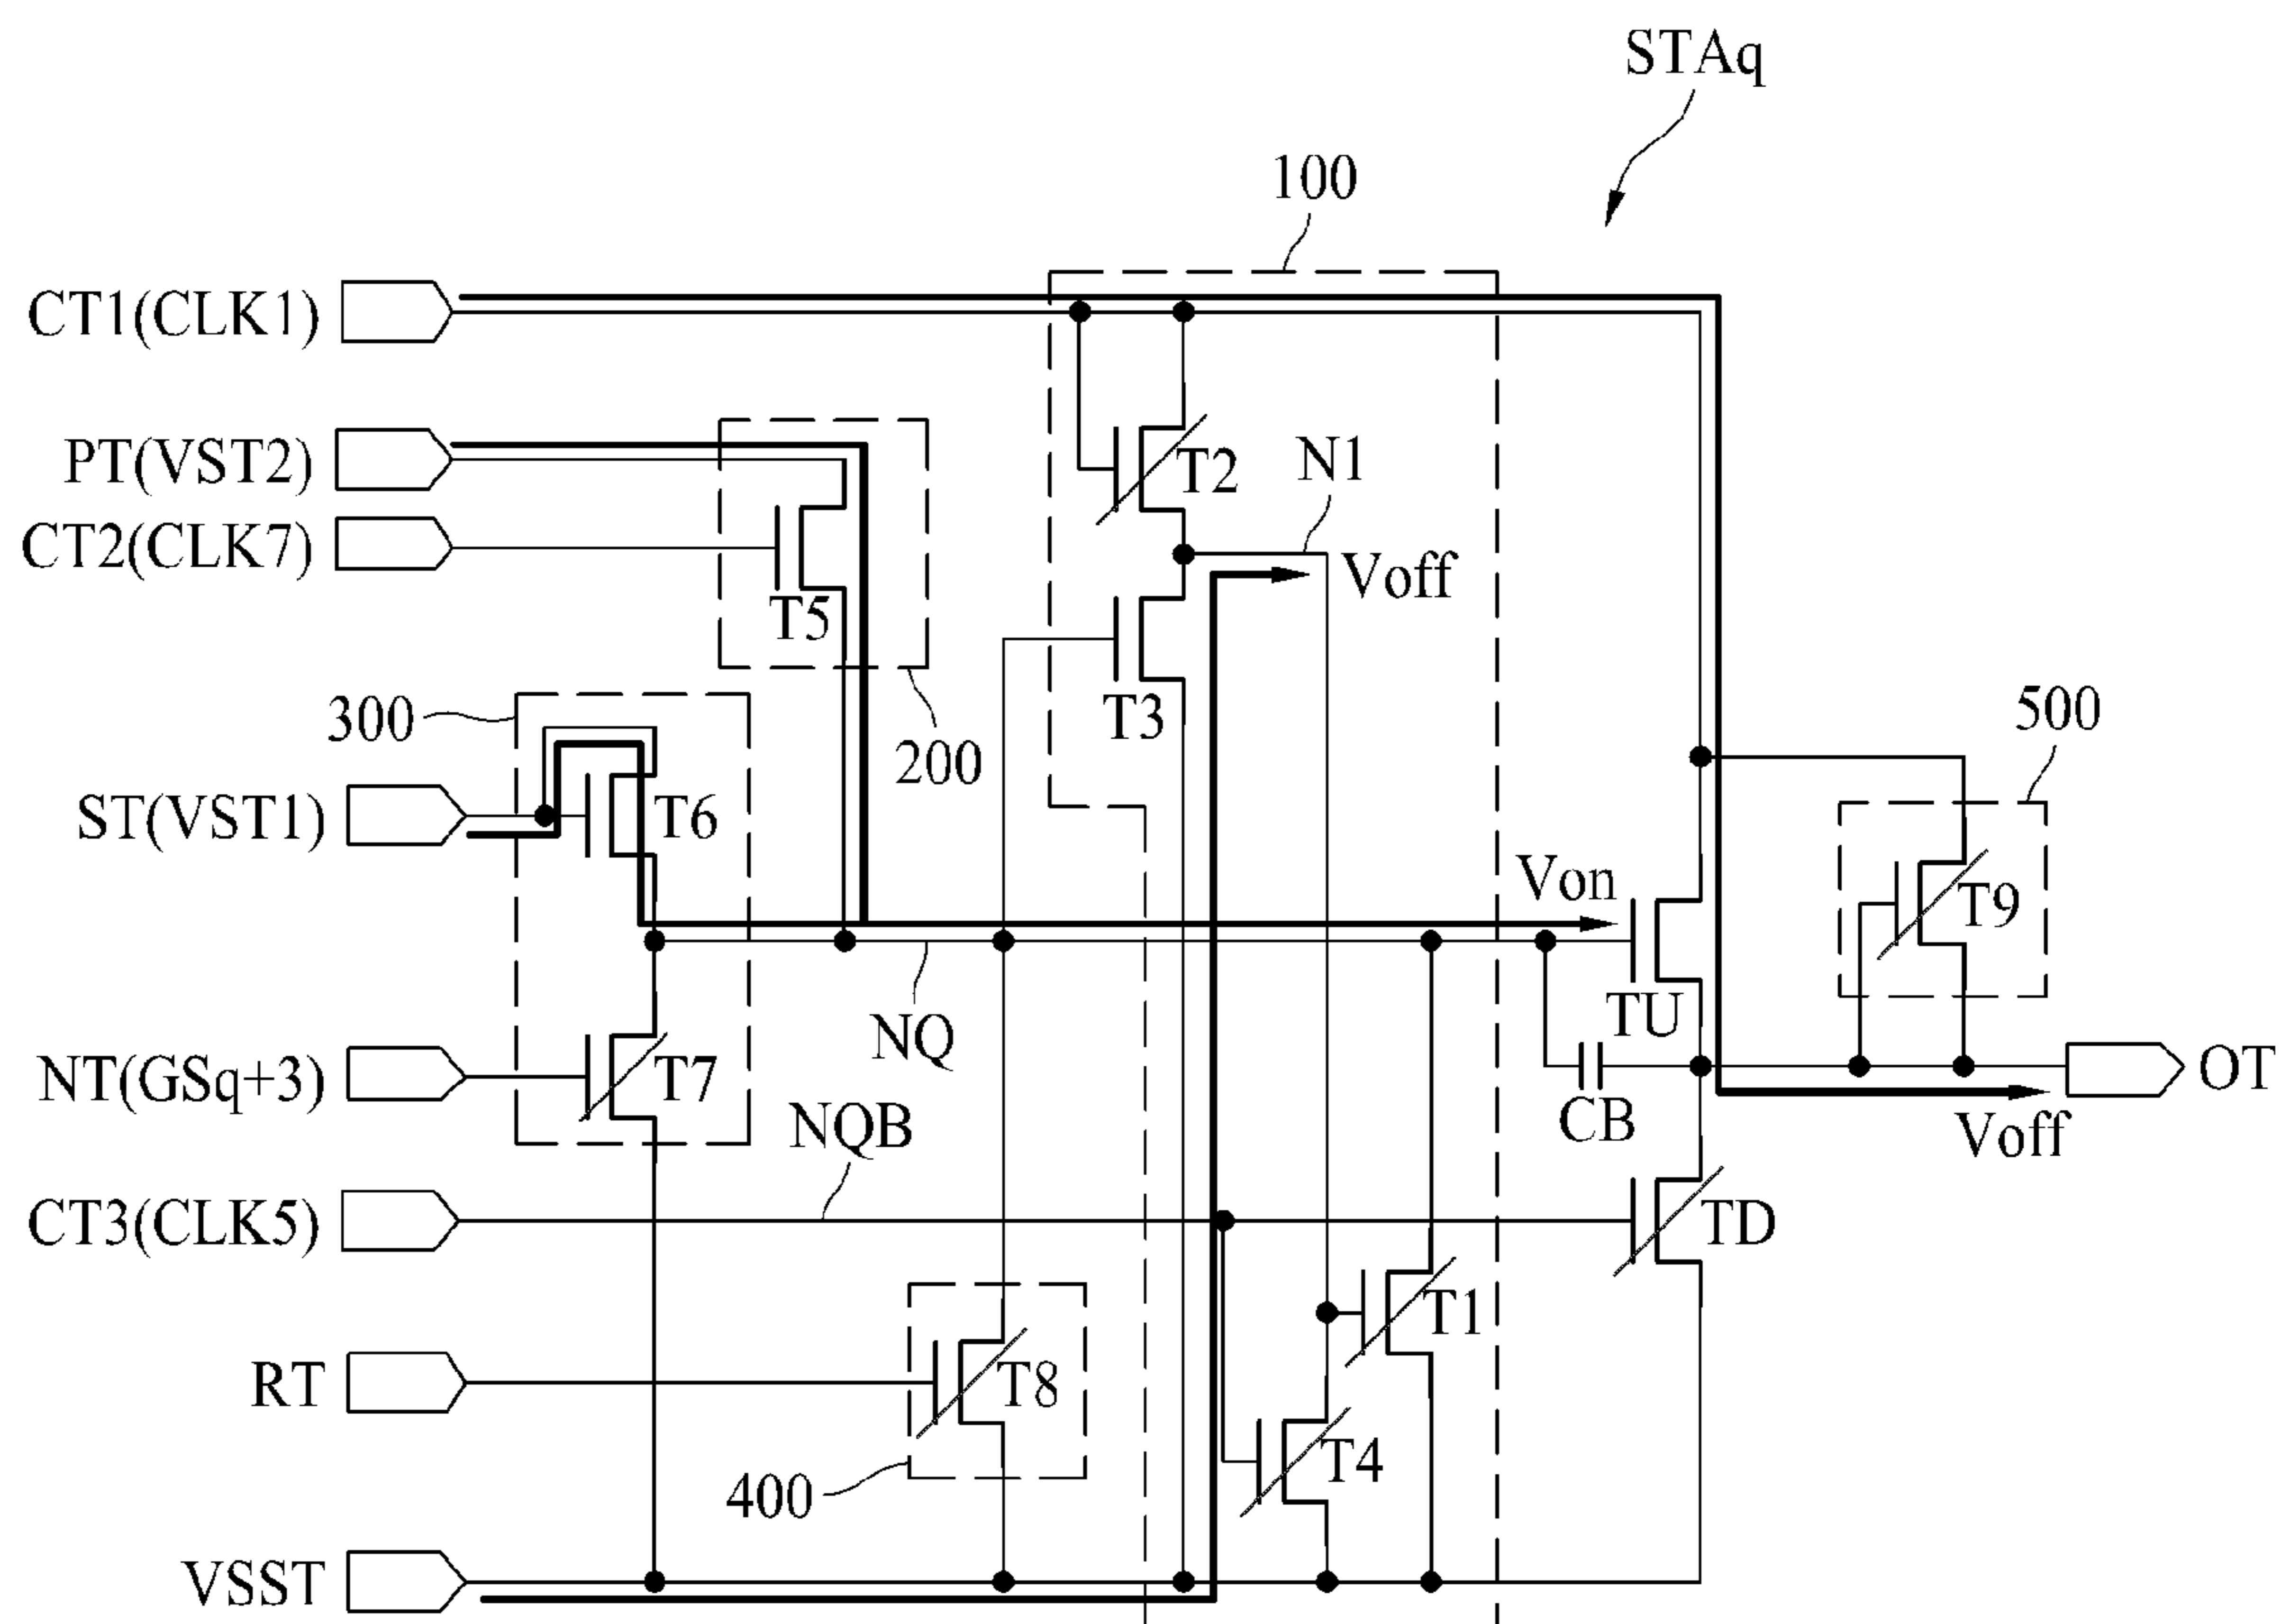 STAq
100
CT1(CLK1)
PT(VST2)
T2
N1
CT2(CLK7)
Voff
T5
T3
300
200
500
ST(VST1)
T6
Von
T9
TU
NQ
NT(GSq+3)
T7
OT
NQB
CB
Voff
CT3(CLK5)
TD
T1
RT
T8
T4
400
VSST